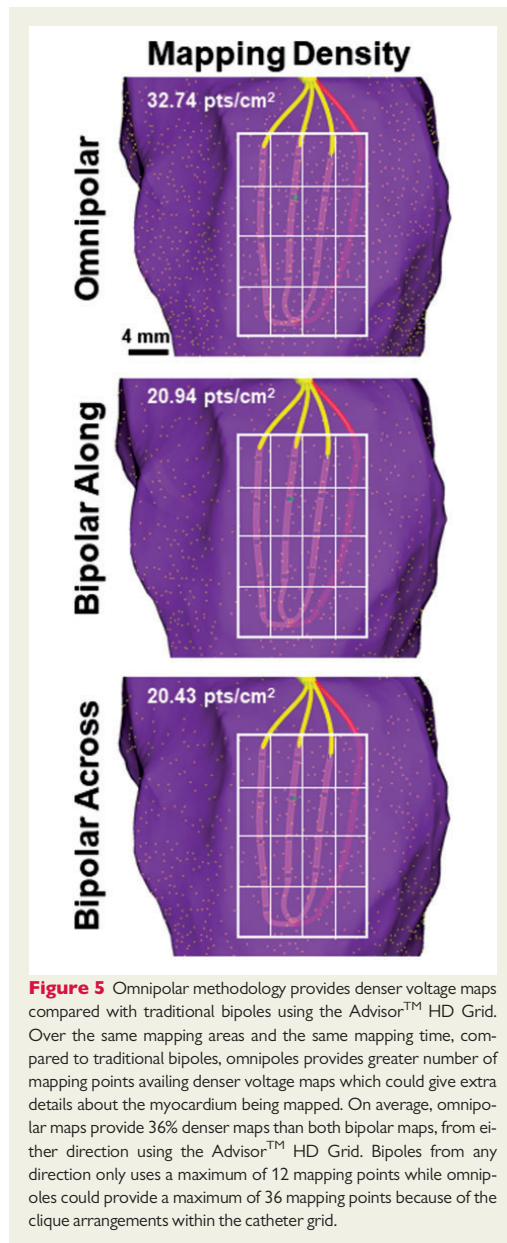 Mapping Density
Omnipolar
32.74 pts/cm²
4 mm
Bipolar Along
20.94 pts/cm²
Bipolar Across
20.43 pts/cm²
Figure 5 Omnipolar methodology provides denser voltage maps
compared with traditional bipoles using the Advisor™ HD Grid.
Over the same mapping areas and the same mapping time, com-
pared to traditional bipoles, omnipoles provides greater number of
mapping points availing denser voltage maps which could give extra
details about the myocardium being mapped. On average, omnipo-
lar maps provide 36% denser maps than both bipolar maps, from ei-
ther direction using the Advisor™ HD Grid. Bipoles from any
direction only uses a maximum of 12 mapping points while omnip-
oles could provide a maximum of 36 mapping points because of the
clique arrangements within the catheter grid.